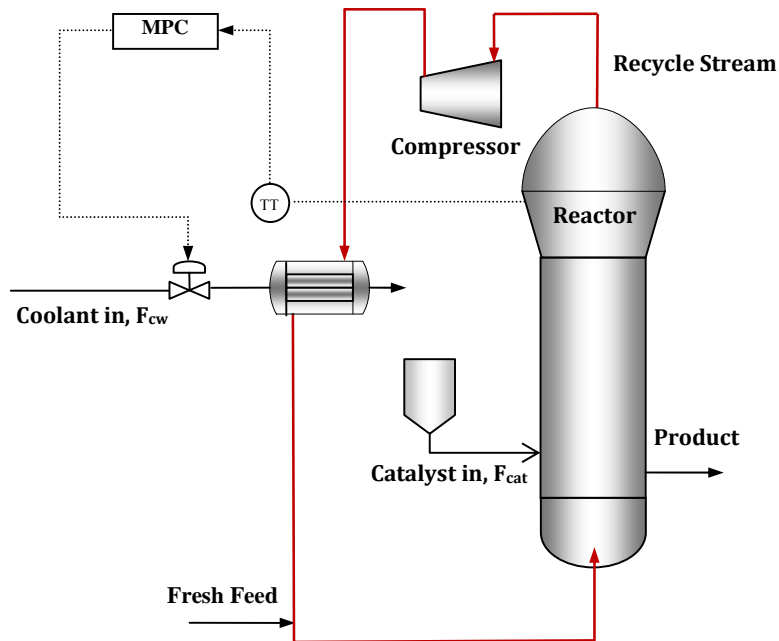 MPC
Recycle Stream
Compressor
TT
Reactor
Coolant in, Fcw
Catalyst in, Fcat
Product
Fresh Feed